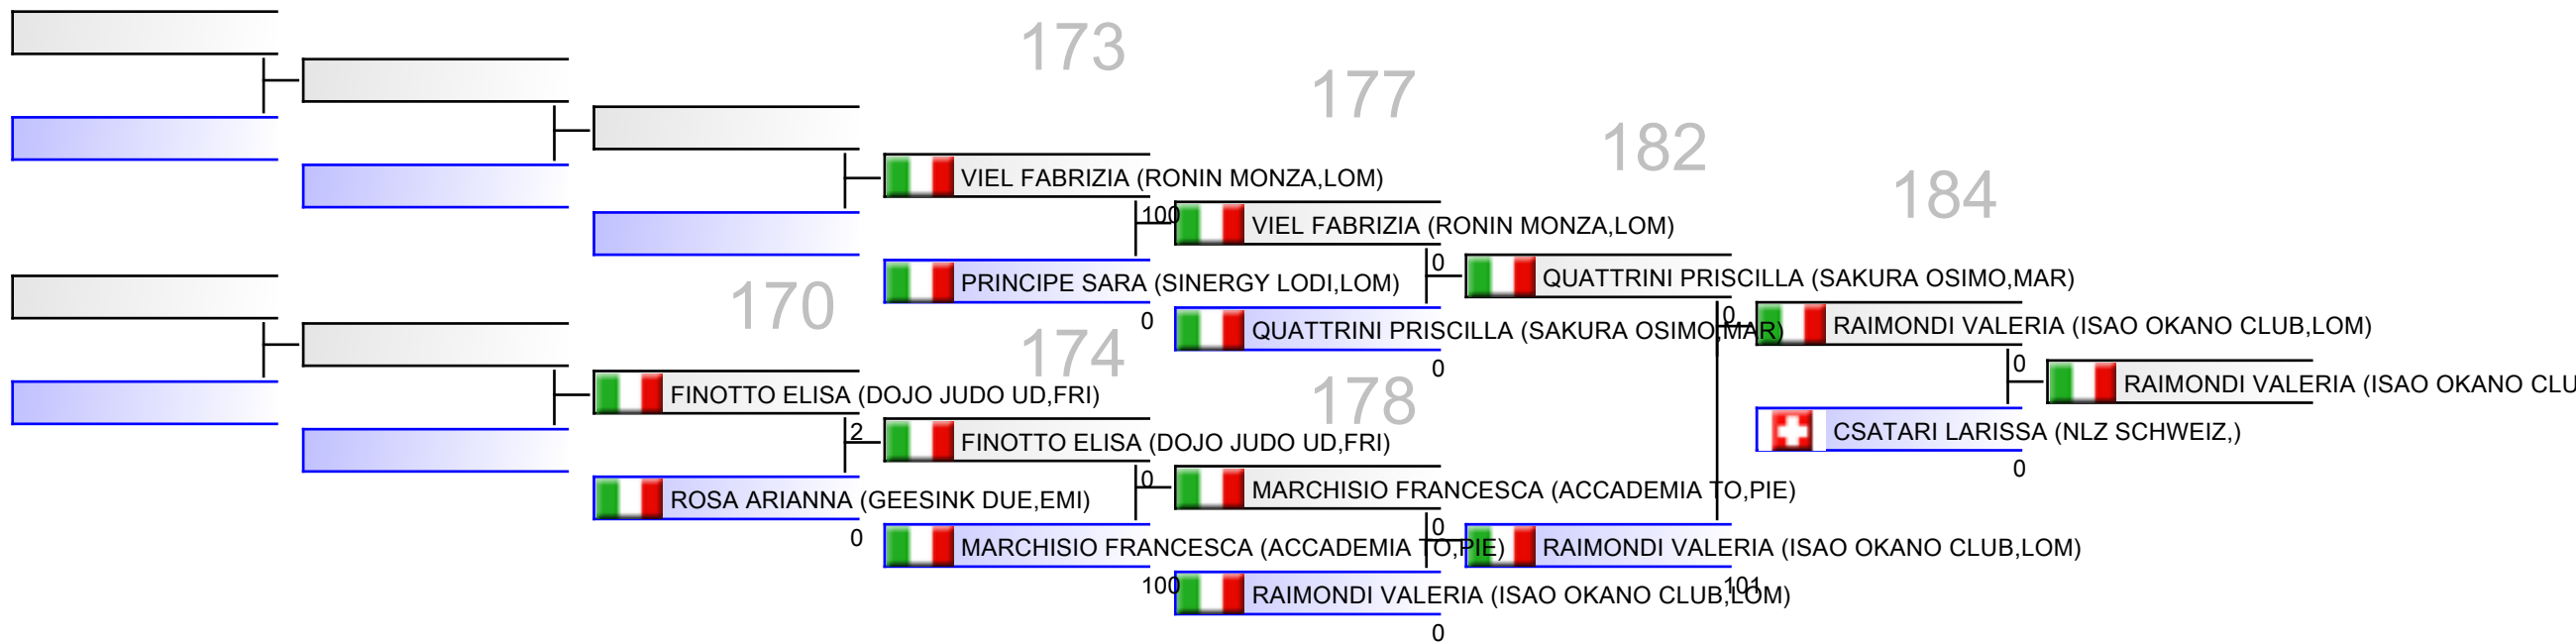 173
177
182
184
VIEL FABRIZIA (RONIN MONZA,LOM)
100
VIEL FABRIZIA (RONIN MONZA,LOM)
0
QUATTRINI PRISCILLA (SAKURA OSIMO,MAR)
PRINCIPE SARA (SINERGY LODI,LOM)
0
170
QUATTRINI PRISCILLA (SAKURA OSIMO,MAR)
0
0
RAIMONDI VALERIA (ISAO OKANO CLUB,LOM)
174
0
RAIMONDI VALERIA (ISAO OKANO CLU
178
FINOTTO ELISA (DOJO JUDO UD,FRI)
2
FINOTTO ELISA (DOJO JUDO UD,FRI)
CSATARI LARISSA (NLZ SCHWEIZ,)
0
0
MARCHISIO FRANCESCA (ACCADEMIA TO,PIE)
ROSA ARIANNA (GEESINK DUE,EMI)
0
0
MARCHISIO FRANCESCA (ACCADEMIA TO,PIE)
100
RAIMONDI VALERIA (ISAO OKANO CLUB,LOM)
101
RAIMONDI VALERIA (ISAO OKANO CLUB,LOM)
0